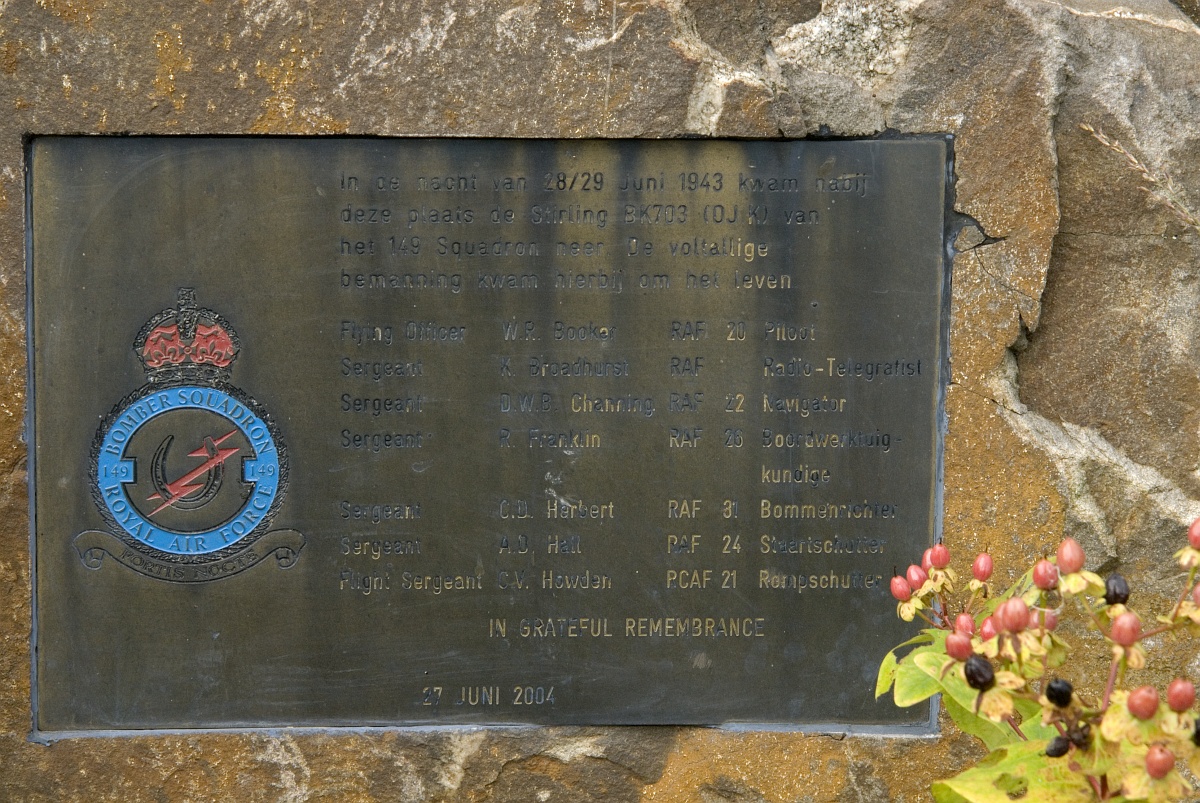 In de nacht van 28/29 Juni 1943 kwam nabij
deze plaats de Stirling BK703 (OJ K) van
het 149 Squadron neer De voltallige
bemanning kwam hierbij om het leven
Flying Officer W.R. Booker RAF 20 Piloot
Sergeant K. Broadhurst RAF Radio-Telegrafist
Sergeant D.W.B. Channing RAF 22 Navigator
Sergeant R. Franklin RAF 23 Boordwerktuig-
kundige
Sergeant C.D. Herbert RAF 31 Bommenrichter
Sergeant A.D. Hall RAF 24 Staartschutter
Flight Sergeant C.V. Howden RCAF 21 Rompschutter
IN GRATEFUL REMEMBRANCE
27 JUNI 2004
BOMBER SQUADRON
149 149
ROYAL AIR FORCE
FORTIS NOCTE